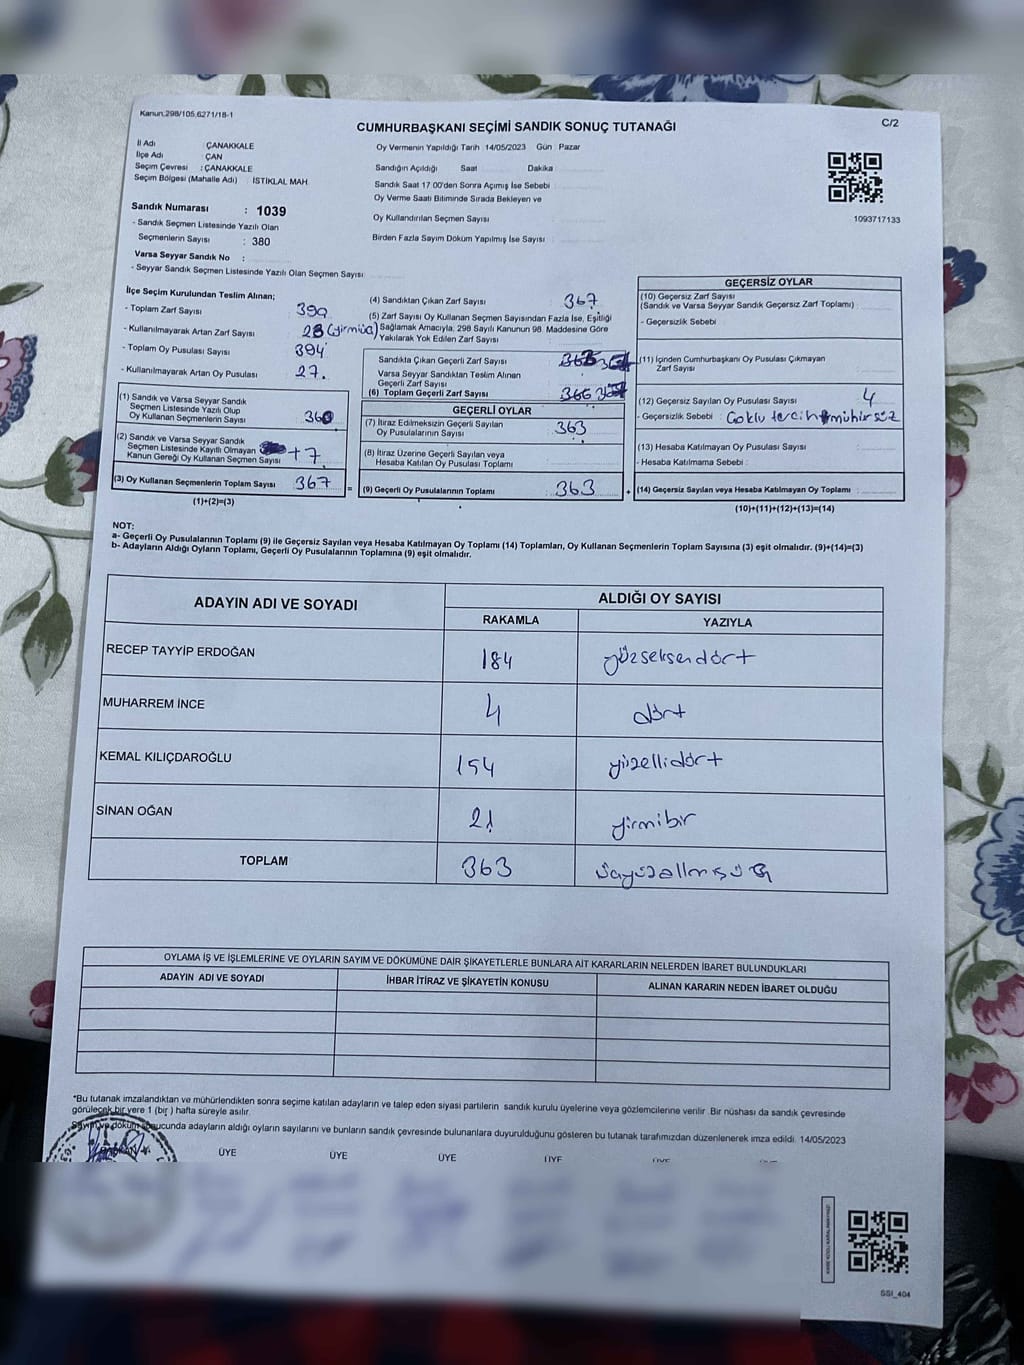 Kanun:298/105,6271/18-1
CUMHURBAŞKANI SEÇİMİ SANDIK SONUÇ TUTANAĞI
C/2
İl Adı : ÇANAKKALE
İlçe Adı : ÇAN
Seçim Çevresi : ÇANAKKALE
Seçim Bölgesi (Mahalle Adı) : İSTİKLAL MAH.
Sandık Numarası : 1039
- Sandık Seçmen Listesinde Yazılı Olan
Seçmenlerin Sayısı : 380
Varsa Seyyar Sandık No :
- Seyyar Sandık Seçmen Listesinde Yazılı Olan Seçmen Sayısı :
Oy Vermenin Yapıldığı Tarih : 14/05/2023 Gün : Pazar
Sandığın Açıldığı Saat Dakika :
Sandık Saat 17:00'den Sonra Açımış İse Sebebi :
Oy Verme Saati Bitiminde Sırada Bekleyen ve
Oy Kullandırılan Seçmen Sayısı
Birden Fazla Sayım Döküm Yapılmış İse Sayısı :
1093717133
İlçe Seçim Kurulundan Teslim Alınan;
- Toplam Zarf Sayısı
- Kullanılmayarak Artan Zarf Sayısı
- Toplam Oy Pusulası Sayısı 394
- Kullanılmayarak Artan Oy Pusulası 27.
(1) Sandık ve Varsa Seyyar Sandık
Seçmen Listesinde Yazılı Olup
Oy Kullanan Seçmenlerin Sayısı 360
(2) Sandık ve Varsa Seyyar Sandık
Seçmen Listesinde Kayıtlı Olmayan
Kanun Gereği Oy Kullanan Seçmen Sayısı +7
(3) Oy Kullanan Seçmenlerin Toplam Sayısı 367 =
(1)+(2)=(3)
(4) Sandıktan Çıkan Zarf Sayısı : 367
(5) Zarf Sayısı Oy Kullanan Seçmen Sayısından Fazla İse, Eşitliği
Sağlamak Amacıyla, 298 Sayılı Kanunun 98. Maddesine Göre
Yakılarak Yok Edilen Zarf Sayısı :
Sandıkta Çıkan Geçerli Zarf Sayısı :
Varsa Seyyar Sandıktan Teslim Alınan
Geçerli Zarf Sayısı :
(6) Toplam Geçerli Zarf Sayısı :
GEÇERLİ OYLAR
(7) İtiraz Edilmeksizin Geçerli Sayılan
Oy Pusulalarının Sayısı : 363
(8) İtiraz Üzerine Geçerli Sayılan veya
Hesaba Katılan Oy Pusulası Toplamı :
(9) Geçerli Oy Pusulalarının Toplamı : 363 +
GEÇERSİZ OYLAR
(10) Geçersiz Zarf Sayısı
(Sandık ve Varsa Seyyar Sandık Geçersiz Zarf Toplamı) :
- Geçersizlik Sebebi :
(11) İçinden Cumhurbaşkanı Oy Pusulası Çıkmayan
Zarf Sayısı
(12) Geçersiz Sayılan Oy Pusulası Sayısı : 4
- Geçersizlik Sebebi :
(13) Hesaba Katılmayan Oy Pusulası Sayısı :
- Hesaba Katılmama Sebebi :
(14) Geçersiz Sayılan veya Hesaba Katılmayan Oy Toplamı :
(10)+(11)+(12)+(13)=(14)
NOT:
a- Geçerli Oy Pusulalarının Toplamı (9) ile Geçersiz Sayılan veya Hesaba Katılmayan Oy Toplamı (14) Toplamları, Oy Kullanan Seçmenlerin Toplam Sayısına (3) eşit olmalıdır. (9)+(14)=(3)
b- Adayların Aldığı Oyların Toplamı, Geçerli Oy Pusulalarının Toplamına (9) eşit olmalıdır.
ADAYIN ADI VE SOYADI
ALDIĞI OY SAYISI
RAKAMLA YAZIYLA
RECEP TAYYİP ERDOĞAN 184 yüzseksendört
MUHARREM İNCE 4 dört
KEMAL KILIÇDAROĞLU 154 yüzellidört
SİNAN OĞAN 21 yirmibir
TOPLAM 363
OYLAMA İŞ VE İŞLEMLERİNE VE OYLARIN SAYIM VE DÖKÜMÜNE DAİR ŞİKAYETLERLE BUNLARA AİT KARARLARIN NELERDEN İBARET BULUNDUKLARI
ADAYIN ADI VE SOYADI İHBAR İTİRAZ VE ŞİKAYETİN KONUSU ALINAN KARARIN NEDEN İBARET OLDUĞU
*Bu tutanak imzalandıktan ve mühürlendikten sonra seçime katılan adayların ve talep eden siyasi partilerin sandık kurulu üyelerine veya gözlemcilerine verilir. Bir nüshası da sandık çevresinde
görülecek bir yere 1 (bir ) hafta süreyle asılır.
Sayım ve döküm sonucunda adayların aldığı oyların sayılarını ve bunların sandık çevresinde bulunanlara duyurulduğunu gösteren bu tutanak tarafımızdan düzenlenerek imza edildi. 14/05/2023
BAŞKAN ÜYE ÜYE ÜYE ÜYE ÜYE
SSI_404